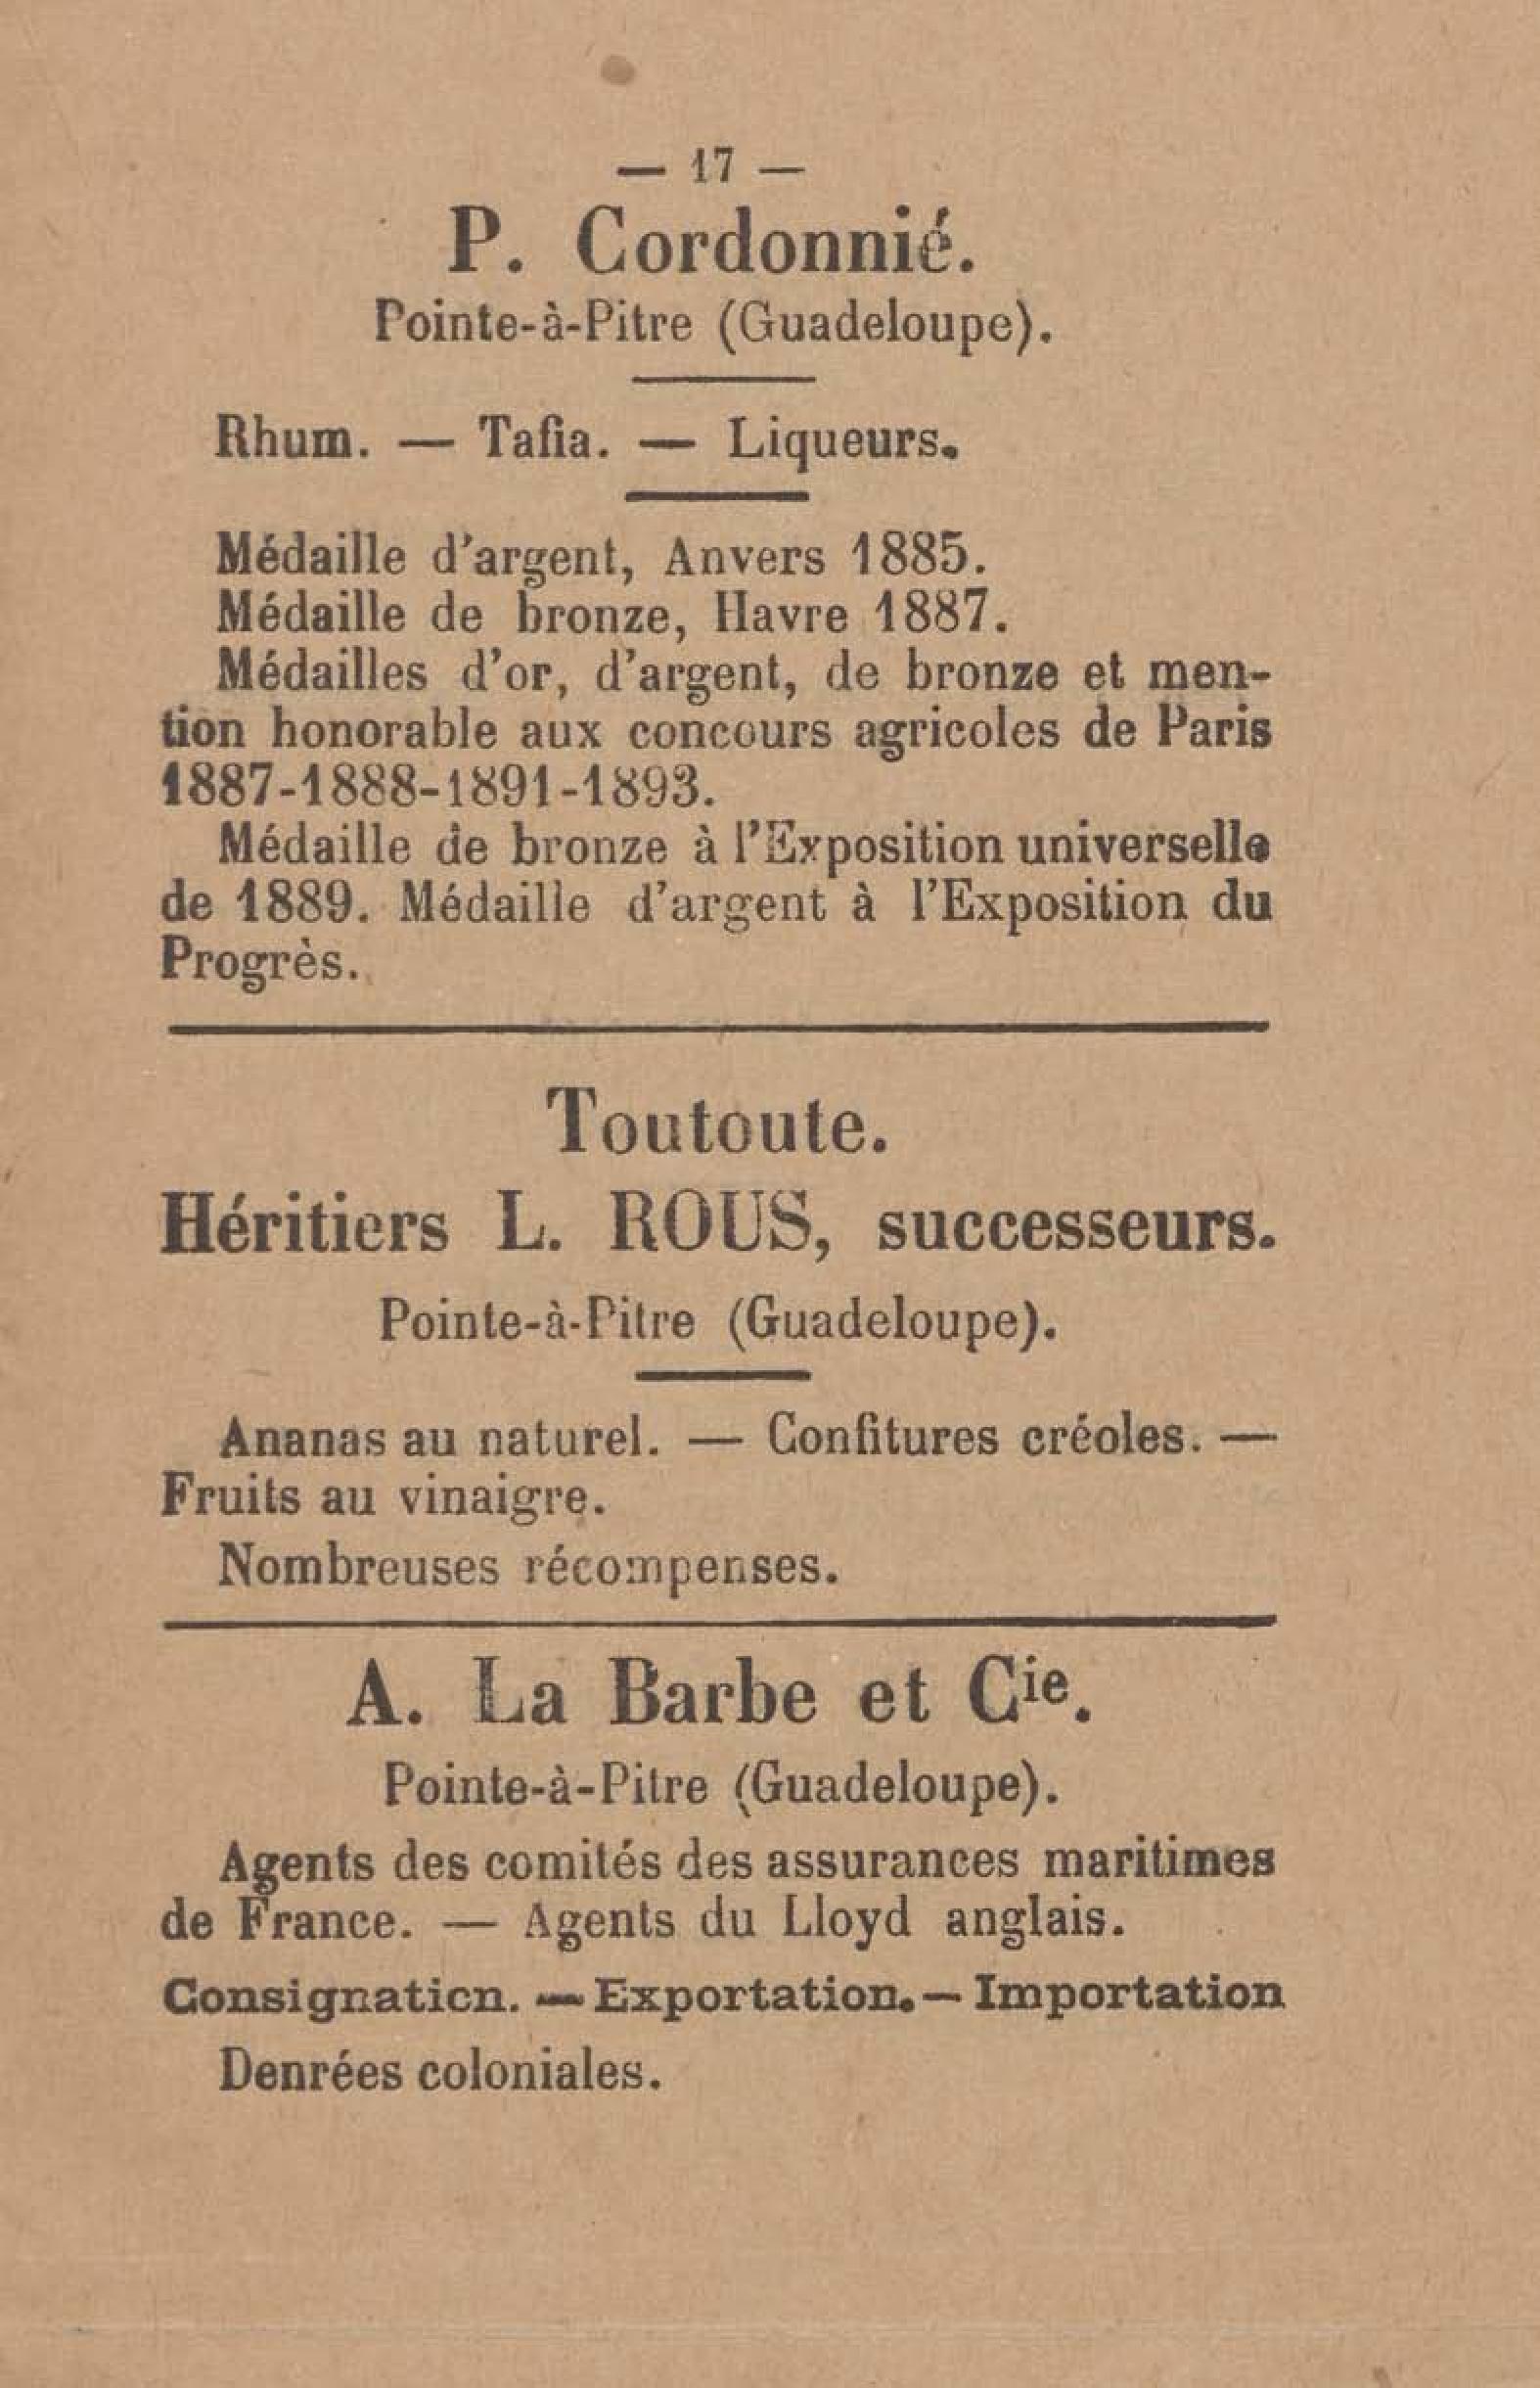 — 17 —
P. Cordonnié.
Pointe-à-Pitre (Guadeloupe).
Rhum. — Tafia. — Liqueurs.
Médaille d'argent, Anvers 1885.
Médaille de bronze, Havre 1887.
Médailles d'or, d'argent, de bronze et men-
tion honorable aux concours agricoles de Paris
1887-1888-1891-1893.
Médaille de bronze à l'Exposition universelle
de 1889. Médaille d'argent à l'Exposition du
Progrès.
Toutoute.
Héritiers L. ROUS, successeurs.
Pointe-à-Pitre (Guadeloupe).
Ananas au naturel. — Confitures créoles. —
Fruits au vinaigre.
Nombreuses récompenses.
A. La Barbe et Cie.
Pointe-à-Pitre (Guadeloupe).
Agents des comités des assurances maritimes
de France. — Agents du Lloyd anglais.
Consignation. — Exportation. — Importation
Denrées coloniales.